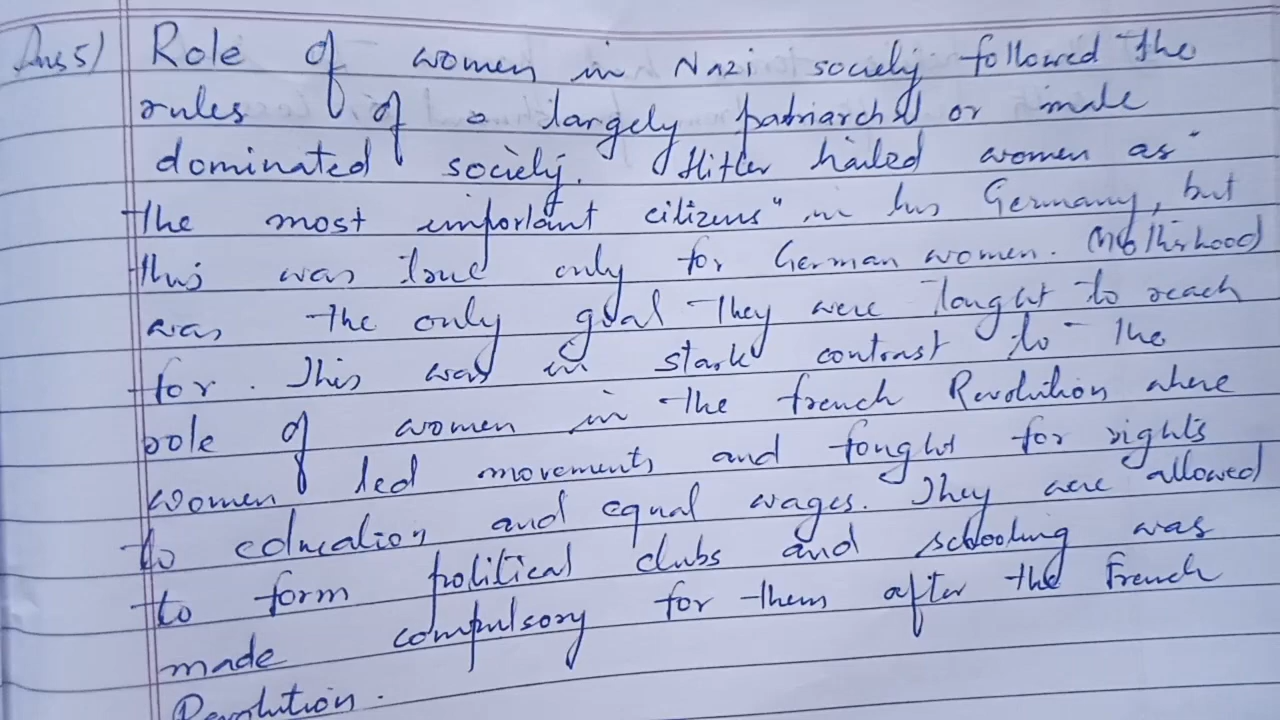 Ans 5) Role of women in Nazi society followed the
rules of a largely patriarchal or male
dominated society. Hitler hailed women as "
the most important citizens" in his Germany, but
this was true only for German women. Motherhood
was the only goal they were taught to reach
for. This was in stark contrast to the
role of women in the french Revolution where
women led movements and fought for rights
to education and equal wages. They were allowed
to form political clubs and schooling was
made compulsory for them after the French
Revolution.